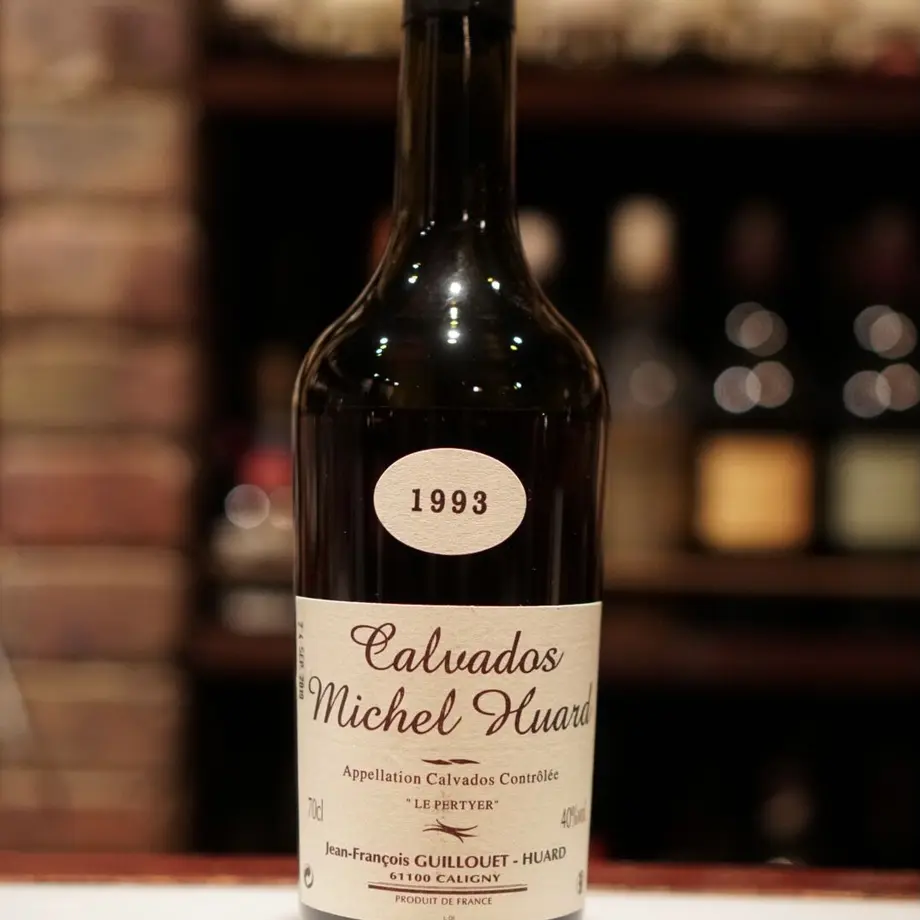 1993
Calvados
Michel Huard
Appellation Calvados Contrôlée
"LE PERTYER"
70cl
40%vol
Jean-François GUILLOUET - HUARD
61100 CALIGNY
PRODUIT DE FRANCE